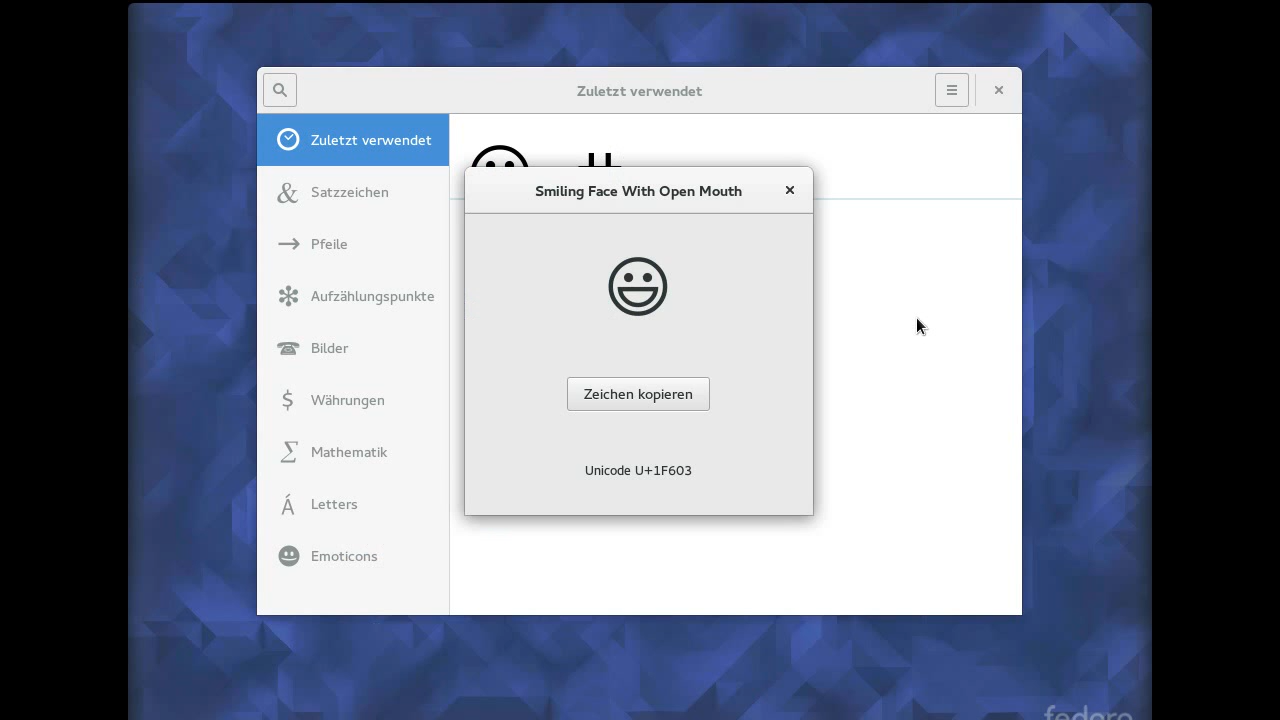 Zuletzt verwendet
Zuletzt verwendet
Satzzeichen
Pfeile
Aufzählungspunkte
Bilder
Währungen
Mathematik
Letters
Emoticons
Smiling Face With Open Mouth
Zeichen kopieren
Unicode U+1F603
fedora